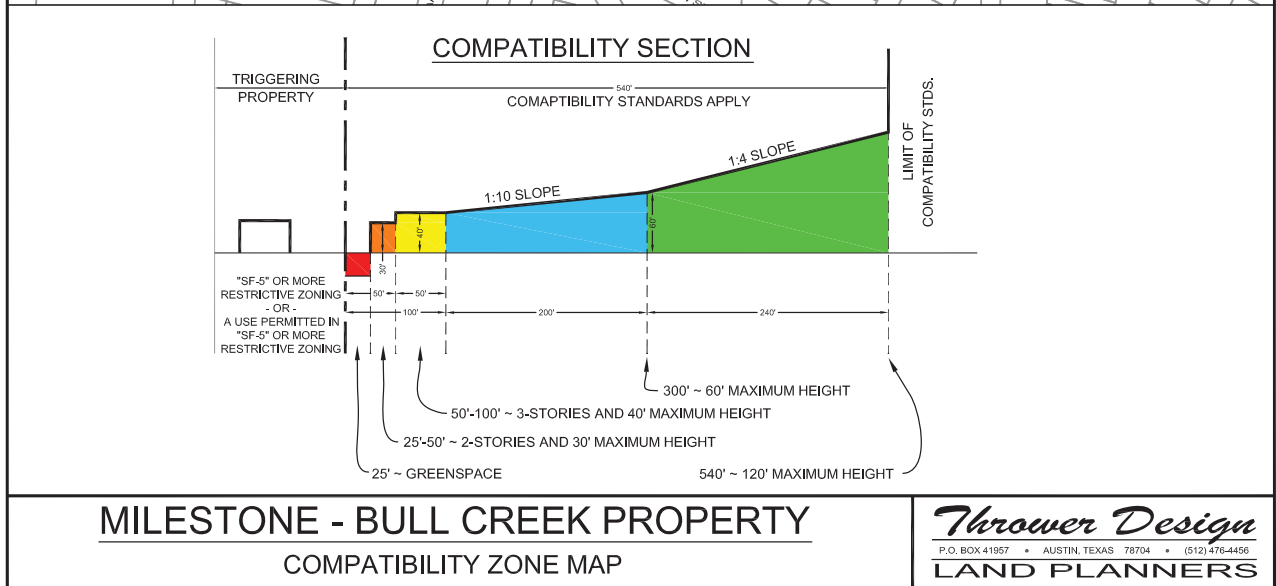 COMPATIBILITY SECTION
TRIGGERING
PROPERTY
540'
COMAPTIBILITY STANDARDS APPLY
LIMIT OF
COMPATIBILITY STDS.
1:4 SLOPE
1:10 SLOPE
30'
40'
60'
"SF-5" OR MORE
RESTRICTIVE ZONING
- OR -
A USE PERMITTED IN
"SF-5" OR MORE
RESTRICTIVE ZONING
50'
50'
100'
200'
240'
300' ~ 60' MAXIMUM HEIGHT
50'-100' ~ 3-STORIES AND 40' MAXIMUM HEIGHT
25'-50' ~ 2-STORIES AND 30' MAXIMUM HEIGHT
25' ~ GREENSPACE
540' ~ 120' MAXIMUM HEIGHT
MILESTONE - BULL CREEK PROPERTY
COMPATIBILITY ZONE MAP
Thrower Design
P.O. BOX 41957 • AUSTIN, TEXAS 78704 • (512) 476-4456
LAND PLANNERS